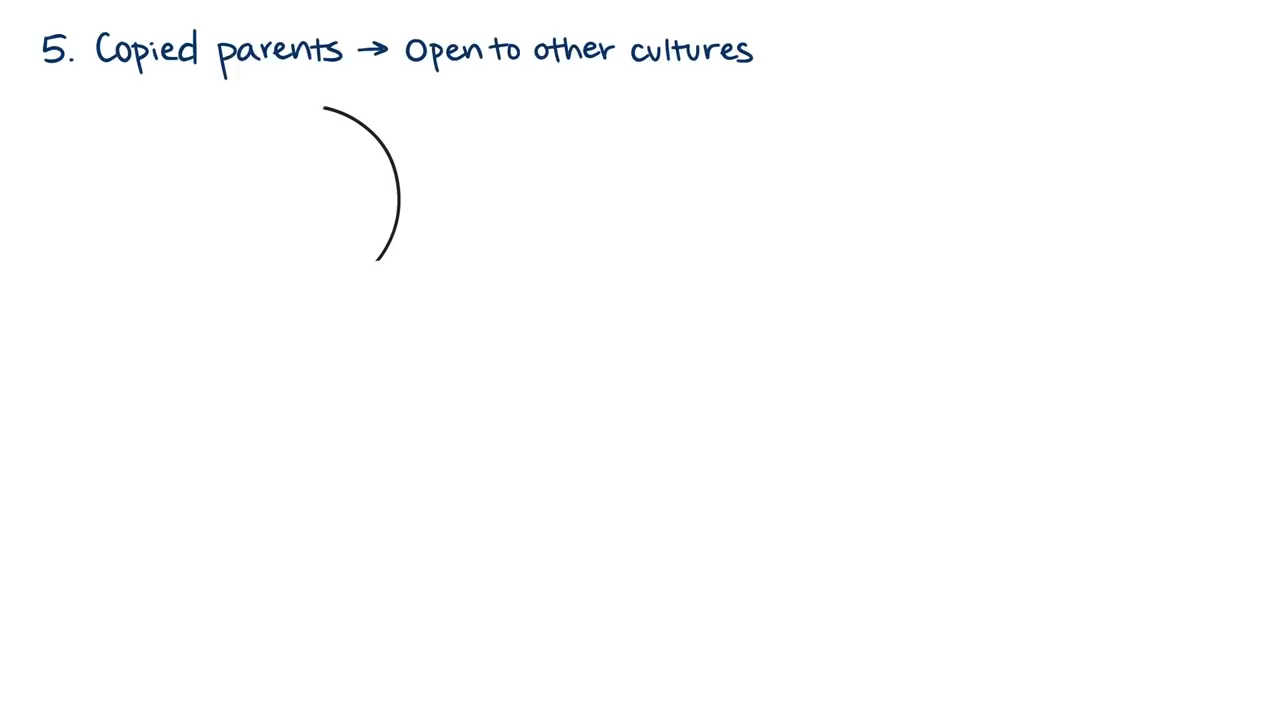 5. Copied parents → Open to other cultures